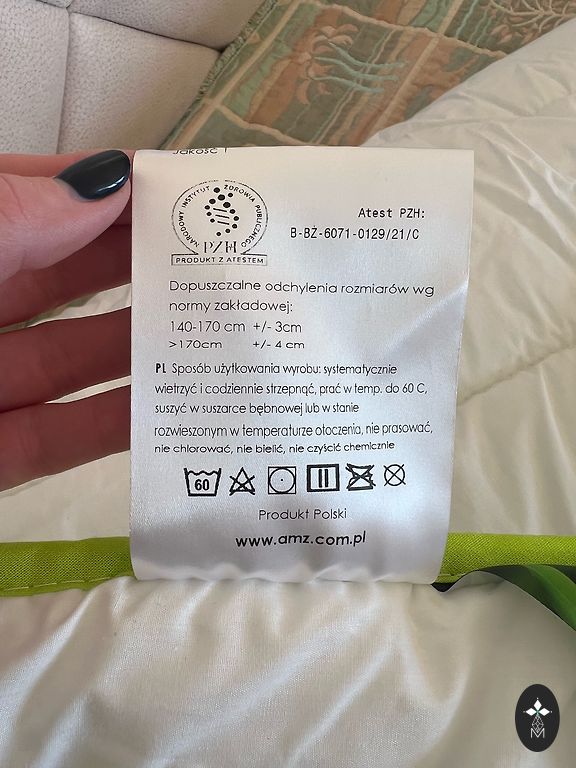 Jakość 1
NARODOWY INSTYTUT ZDROWIA PUBLICZNEGO
PZH
PRODUKT Z ATESTEM
Atest PZH:
B-BŻ-6071-0129/21/C
Dopuszczalne odchylenia rozmiarów wg
normy zakładowej:
140-170 cm +/- 3cm
>170cm +/- 4 cm
PL Sposób użytkowania wyrobu: systematycznie
wietrzyć i codziennie strzepnąć, prać w temp. do 60 C,
suszyć w suszarce bębnowej lub w stanie
rozwieszonym w temperaturze otoczenia, nie prasować,
nie chlorować, nie bielić, nie czyścić chemicznie
60
Produkt Polski
www.amz.com.pl